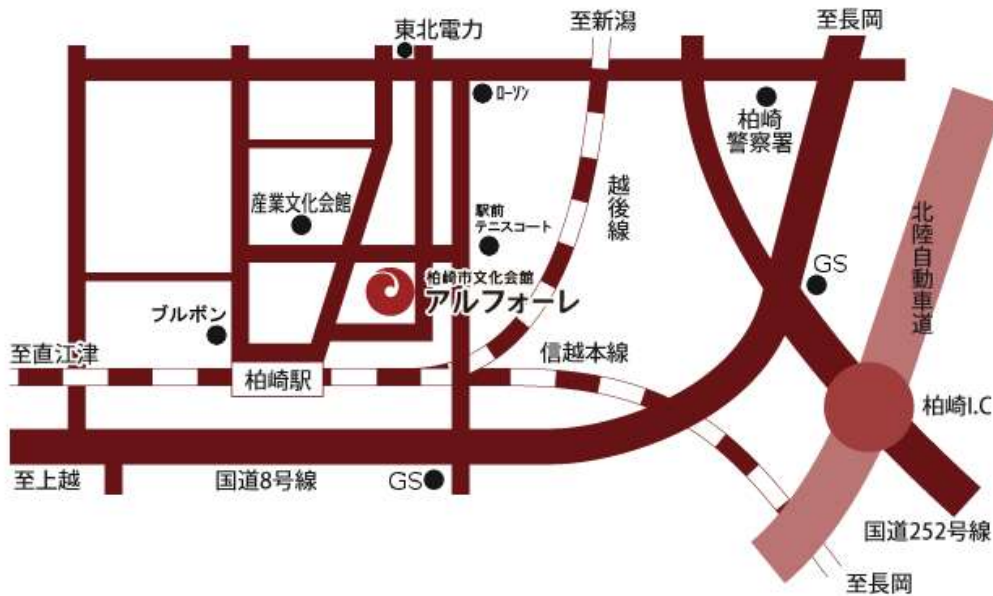 至新潟
至長岡
東北電力
ローソン
柏崎
警察署
産業文化会館
駅前
テニスコート
越後線
北陸自動車道
GS
柏崎市文化会館
アルフォーレ
ブルボン
至直江津
柏崎駅
信越本線
柏崎I.C
至上越
国道8号線
GS
国道252号線
至長岡